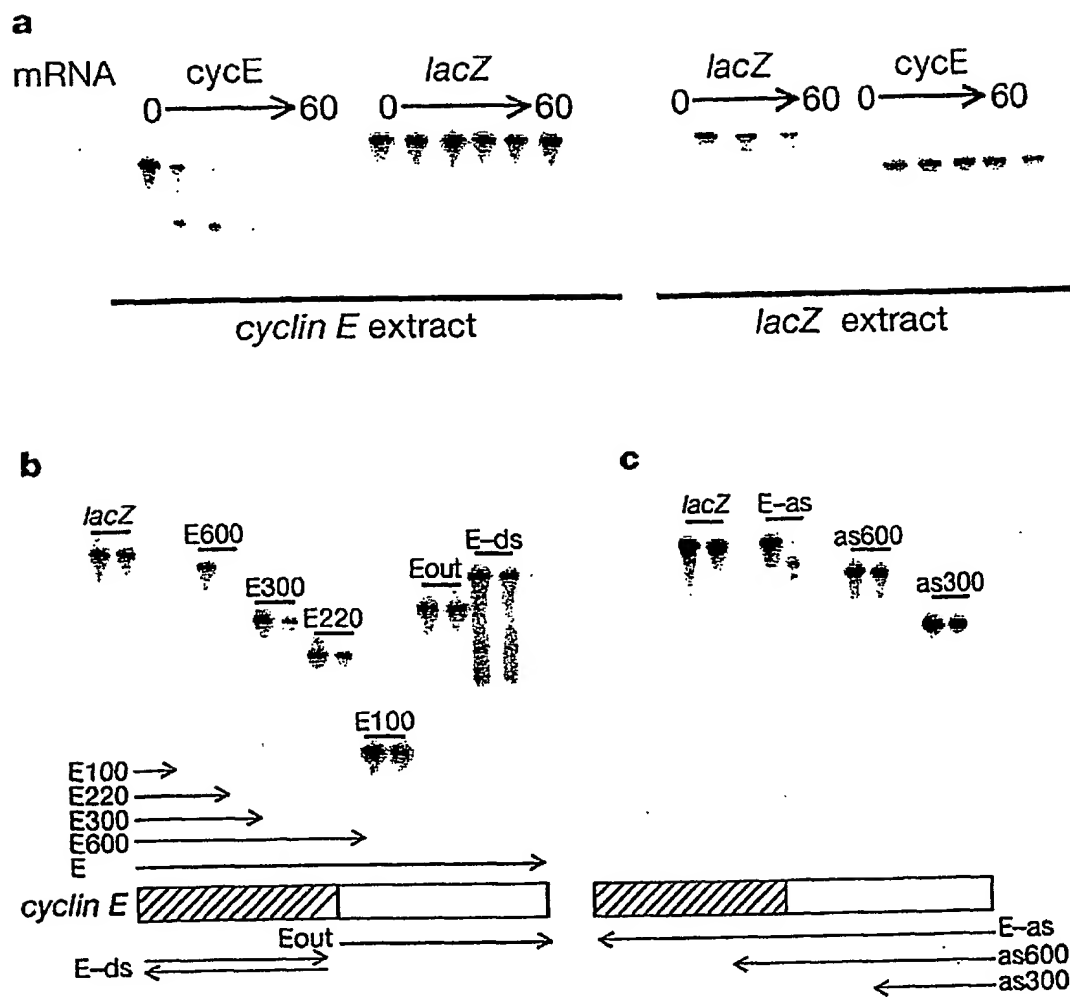 a
mRNA cycE lacZ lacZ cycE
0 60 0 60 0 60 0 60
cyclin E extract lacZ extract
b
lacZ
E600
E300
E220
E100
Eout
E–ds
E100
E220
E300
E600
E
cyclin E
Eout
E–ds
c
lacZ
E–as
as600
as300
E–as
as600
as300